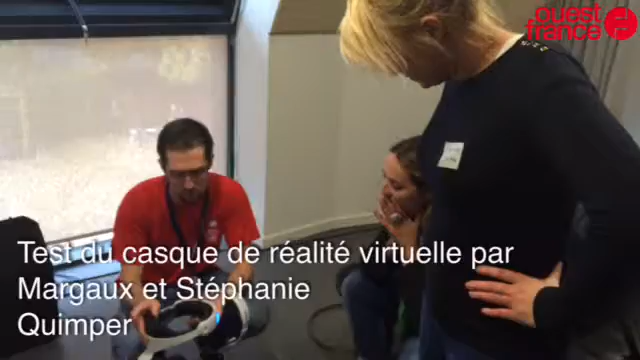 ouest
france
Test du casque de réalité virtuelle par
Margaux et Stéphanie
Quimper